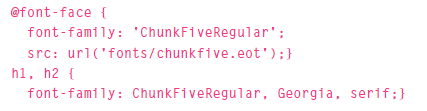 @font-face {
  font-family: 'ChunkFiveRegular';
  src: url('fonts/chunkfive.eot');}
h1, h2 {
  font-family: ChunkFiveRegular, Georgia, serif;}